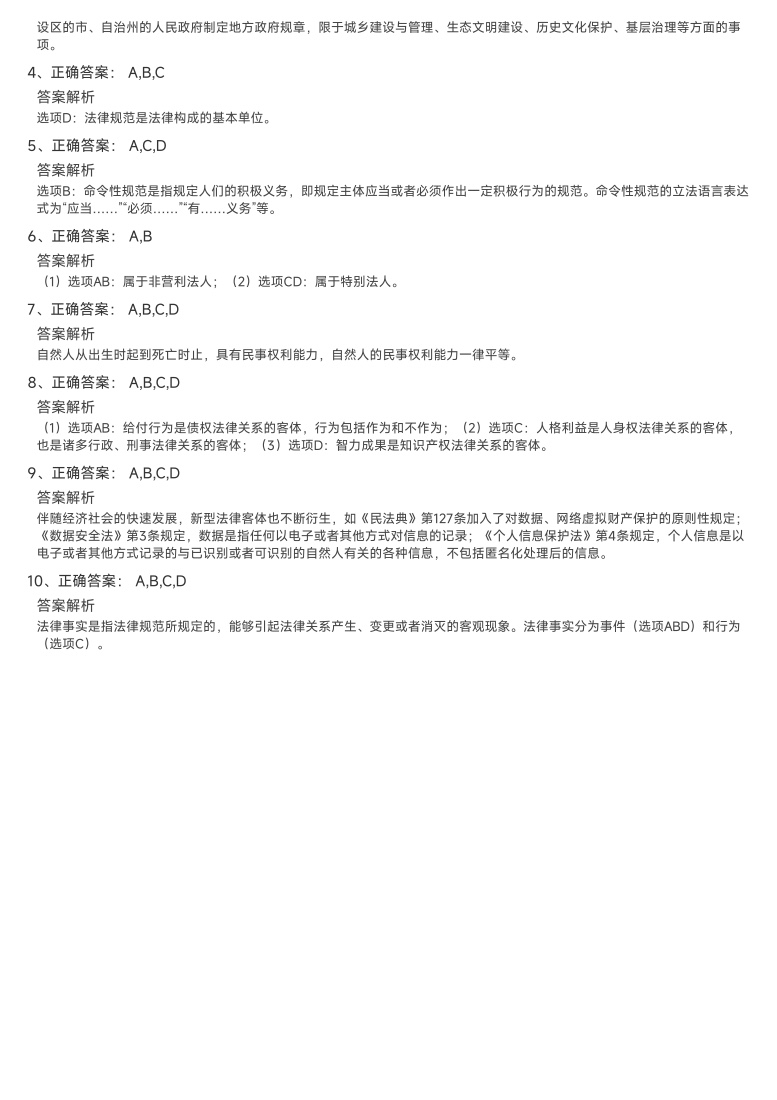 设区的市、自治州的人民政府制定地方政府规章，限于城乡建设与管理、生态文明建设、历史文化保护、基层治理等方面的事
项。
4、正确答案： A,B,C
答案解析
选项D：法律规范是法律构成的基本单位。
5、正确答案： A,C,D
答案解析
选项B：命令性规范是指规定人们的积极义务，即规定主体应当或者必须作出一定积极行为的规范。命令性规范的立法语言表达
式为“应当……”“必须……”“有……义务”等。
6、正确答案： A,B
答案解析
（1）选项AB：属于非营利法人；（2）选项CD：属于特别法人。
7、正确答案： A,B,C,D
答案解析
自然人从出生时起到死亡时止，具有民事权利能力，自然人的民事权利能力一律平等。
8、正确答案： A,B,C,D
答案解析
（1）选项AB：给付行为是债权法律关系的客体，行为包括作为和不作为；（2）选项C：人格利益是人身权法律关系的客体，
也是诸多行政、刑事法律关系的客体；（3）选项D：智力成果是知识产权法律关系的客体。
9、正确答案： A,B,C,D
答案解析
伴随经济社会的快速发展，新型法律客体也不断衍生，如《民法典》第127条加入了对数据、网络虚拟财产保护的原则性规定；
《数据安全法》第3条规定，数据是指任何以电子或者其他方式对信息的记录；《个人信息保护法》第4条规定，个人信息是以
电子或者其他方式记录的与已识别或者可识别的自然人有关的各种信息，不包括匿名化处理后的信息。
10、正确答案： A,B,C,D
答案解析
法律事实是指法律规范所规定的，能够引起法律关系产生、变更或者消灭的客观现象。法律事实分为事件（选项ABD）和行为
（选项C）。